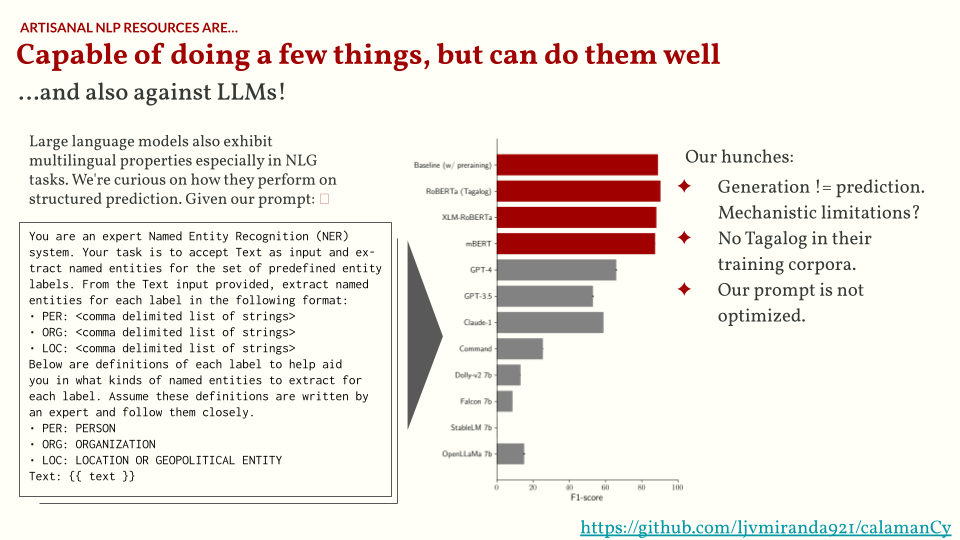 ARTISANAL NLP RESOURCES ARE...
Capable of doing a few things, but can do them well
...and also against LLMs!
Large language models also exhibit
multilingual properties especially in NLG
tasks. We're curious on how they perform on
structured prediction. Given our prompt:
You are an expert Named Entity Recognition (NER)
system. Your task is to accept Text as input and ex-
tract named entities for the set of predefined entity
labels. From the Text input provided, extract named
entities for each label in the following format:
• PER: <comma delimited list of strings>
• ORG: <comma delimited list of strings>
• LOC: <comma delimited list of strings>
Below are definitions of each label to help aid
you in what kinds of named entities to extract for
each label. Assume these definitions are written by
an expert and follow them closely.
• PER: PERSON
• ORG: ORGANIZATION
• LOC: LOCATION OR GEOPOLITICAL ENTITY
Text: {{ text }}
Baseline (w/ pretraining)
RoBERTa (Tagalog)
XLM-RoBERTa
mBERT
GPT-4
GPT-3.5
Claude-1
Command
Dolly-v2 7b
Falcon 7b
StableLM 7b
OpenLLaMa 7b
0 20 40 60 80 100
F1-score
Our hunches:
✦ Generation != prediction.
Mechanistic limitations?
✦ No Tagalog in their
training corpora.
✦ Our prompt is not
optimized.
https://github.com/ljvmiranda921/calamanCy